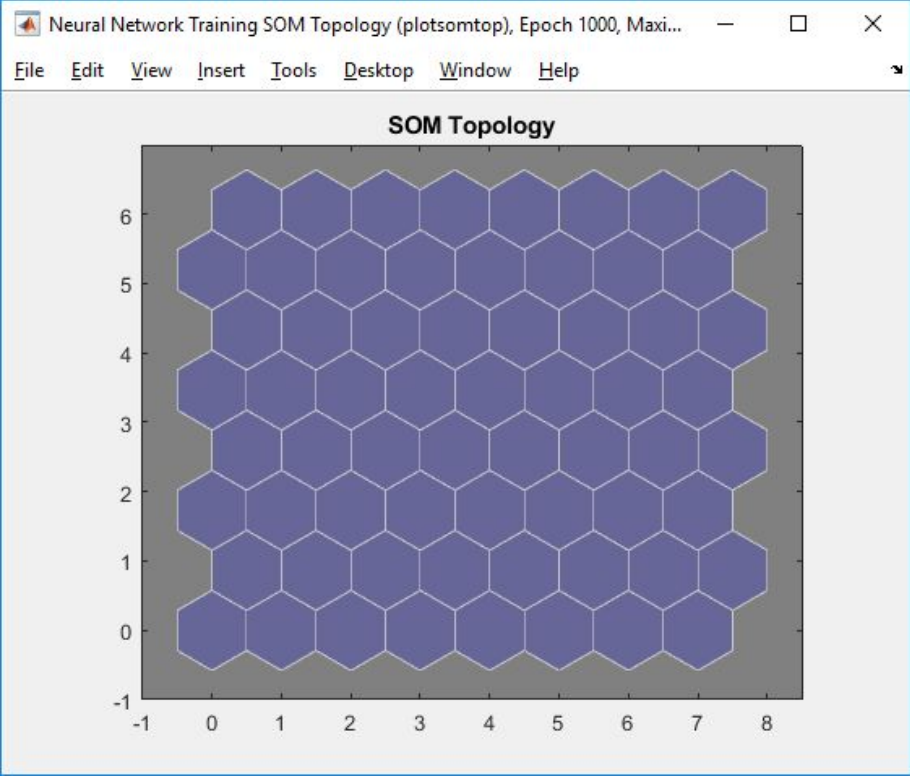 Neural Network Training SOM Topology (plotsomtop), Epoch 1000, Maxi...
File Edit View Insert Tools Desktop Window Help
SOM Topology
6
5
4
3
2
1
0
-1
-1 0 1 2 3 4 5 6 7 8